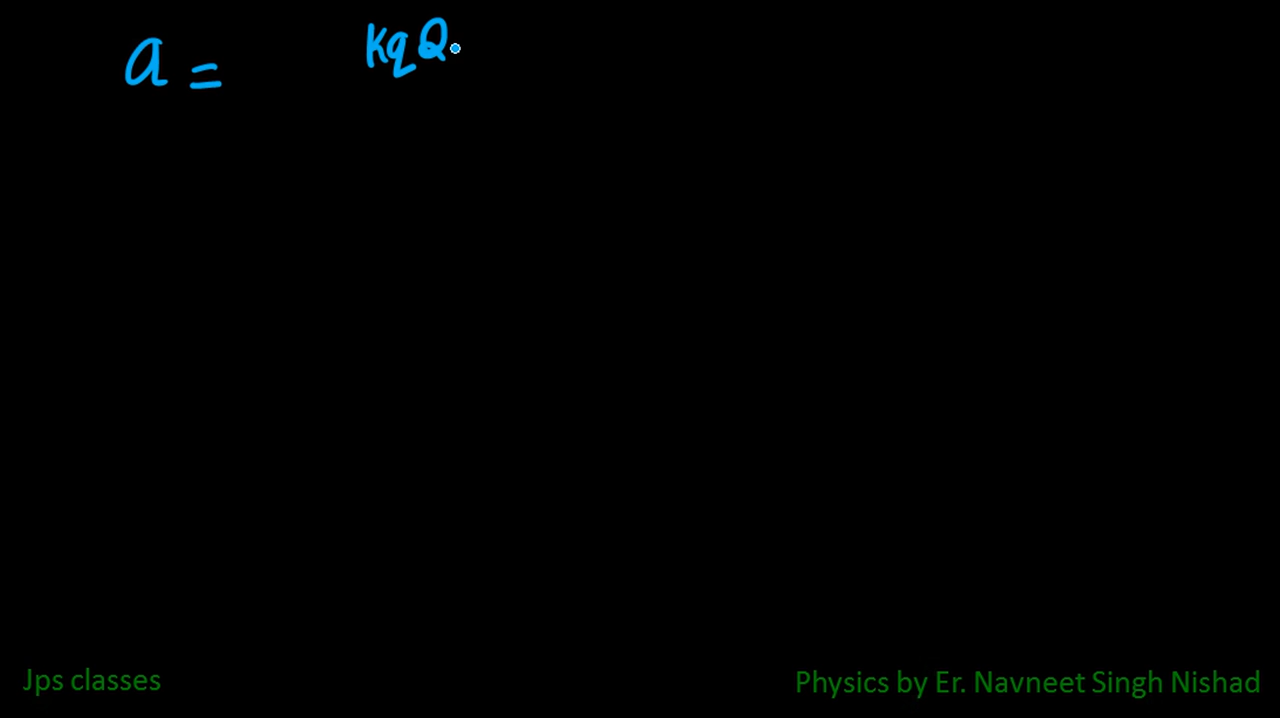 a = KqQ
Jps classes
Physics by Er. Navneet Singh Nishad